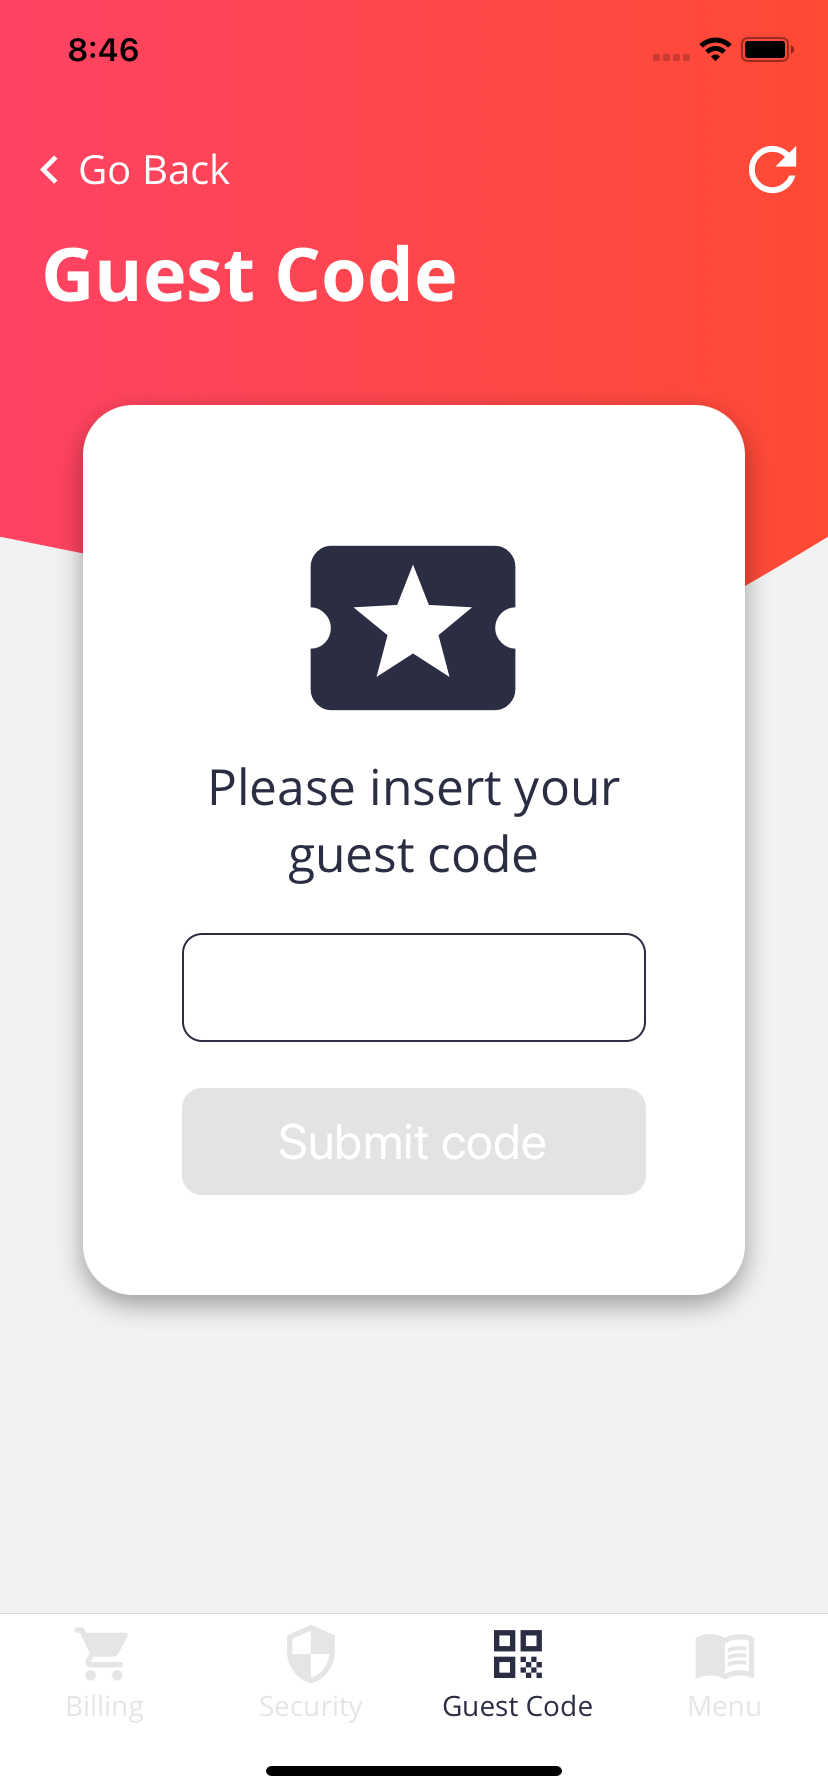 8:46
Go Back
Guest Code
Please insert your
guest code
Submit code
Billing
Security
Guest Code
Menu